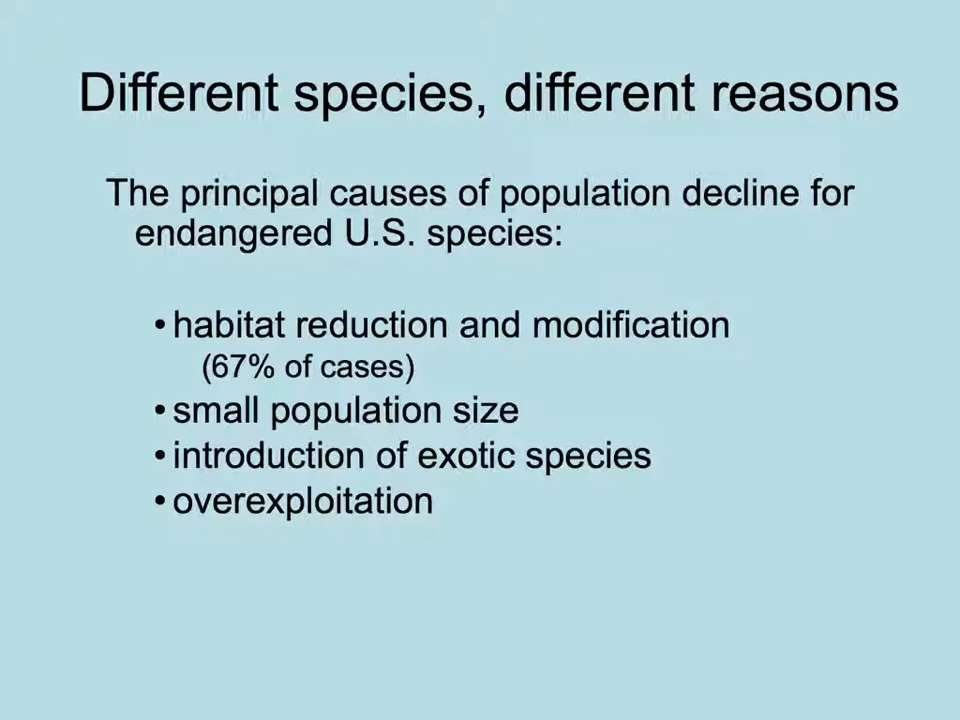 Different species, different reasons
The principal causes of population decline for
endangered U.S. species:
• habitat reduction and modification
(67% of cases)
• small population size
• introduction of exotic species
• overexploitation